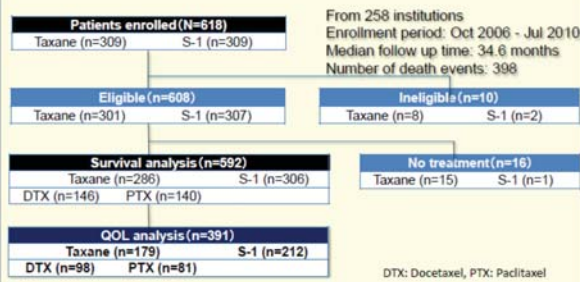 Patients enrolled(N=618)
Taxane (n=309) S-1 (n=309)
From 258 institutions
Enrollment period: Oct 2006 - Jul 2010
Median follow up time: 34.6 months
Number of death events: 398
Eligible(n=608)
Taxane (n=301) S-1 (n=307)
Ineligible(n=10)
Taxane (n=8) S-1 (n=2)
Survival analysis(n=592)
Taxane (n=286) S-1 (n=306)
DTX (n=146) PTX (n=140)
No treatment(n=16)
Taxane (n=15) S-1 (n=1)
QOL analysis(n=391)
Taxane (n=179) S-1 (n=212)
DTX (n=98) PTX (n=81)
DTX: Docetaxel, PTX: Paclitaxel